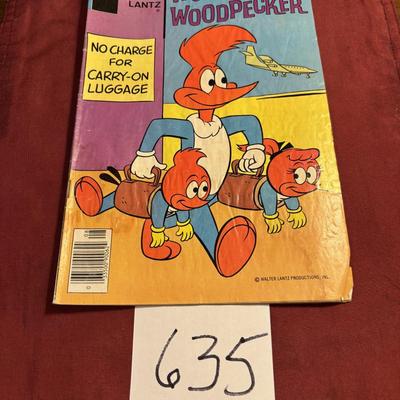 LANTZ
WOODPECKER
NO CHARGE
FOR
CARRY-ON
LUGGAGE
© WALTER LANTZ PRODUCTIONS, INC.
635